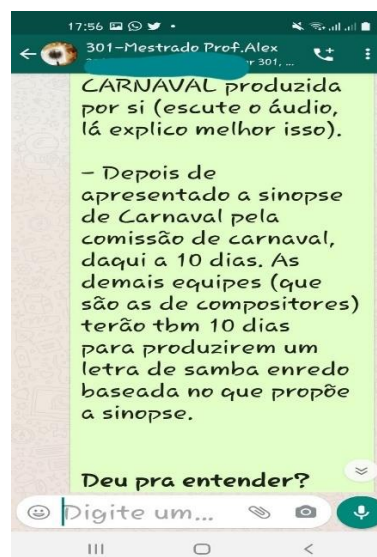 17:56
301-Mestrado Prof.Alex
r 301, ...
CARNAVAL produzida
por si (escute o áudio,
lá explico melhor isso).
- Depois de
apresentado a sinopse
de Carnaval pela
comissão de carnaval,
daqui a 10 dias. As
demais equipes (que
são as de compositores)
terão tbm 10 dias
para produzirem um
letra de samba enredo
baseada no que propõe
a sinopse.
Deu pra entender?
Digite um...